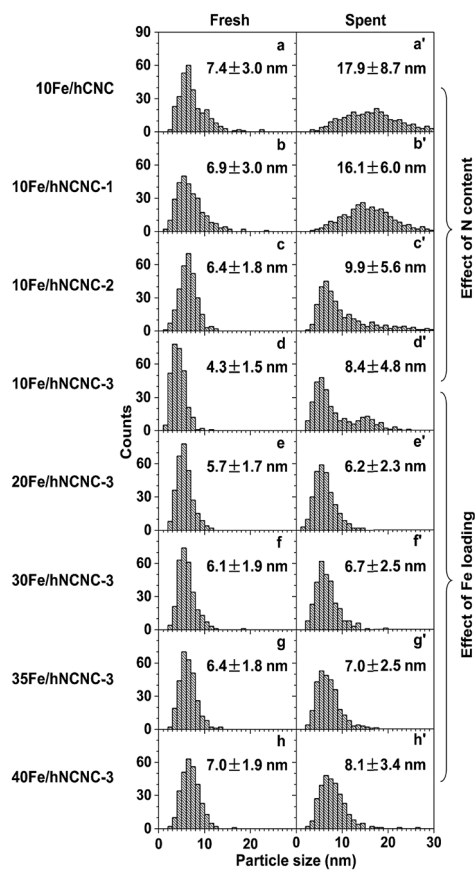 Fresh Spent
90
60
30
0
10Fe/hCNC
a
7.4±3.0 nm
a'
17.9±8.7 nm
60
30
0
10Fe/hNCNC-1
b
6.9±3.0 nm
b'
16.1±6.0 nm
60
30
0
10Fe/hNCNC-2
c
6.4±1.8 nm
c'
9.9±5.6 nm
60
30
0
10Fe/hNCNC-3
d
4.3±1.5 nm
d'
8.4±4.8 nm
60
30
0
20Fe/hNCNC-3
e
5.7±1.7 nm
e'
6.2±2.3 nm
60
30
0
30Fe/hNCNC-3
f
6.1±1.9 nm
f'
6.7±2.5 nm
60
30
0
35Fe/hNCNC-3
g
6.4±1.8 nm
g'
7.0±2.5 nm
60
30
0
40Fe/hNCNC-3
h
7.0±1.9 nm
h'
8.1±3.4 nm
0 10 20 0 10 20 30
Particle size (nm)
Counts
Effect of N content
Effect of Fe loading